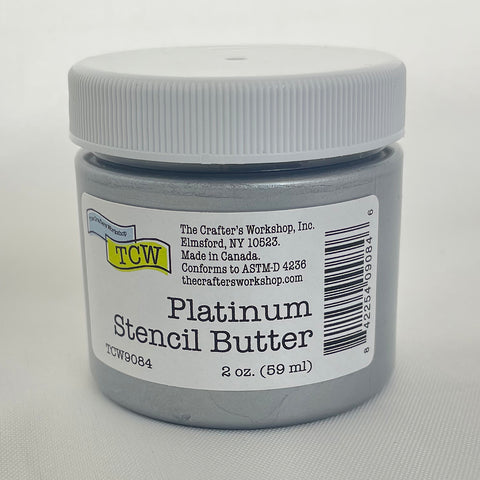 The Crafter's Workshop
TCW
The Crafter's Workshop, Inc.
Elmsford, NY 10523.
Made in Canada.
Conforms to ASTM-D 4236
thecraftersworkshop.com
Platinum
Stencil Butter
TCW9084
2 oz. (59 ml)
8 42254 09084 6